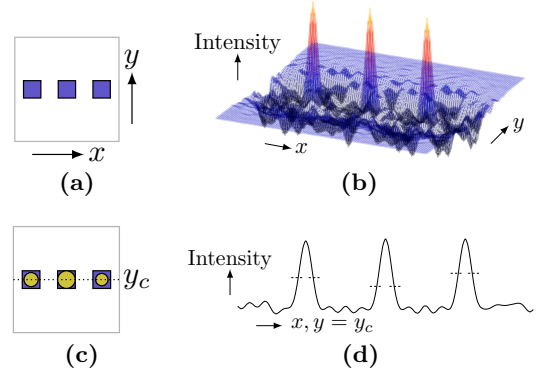 y
x
(a)
Intensity
x
y
(b)
y_c
(c)
Intensity
x, y = y_c
(d)